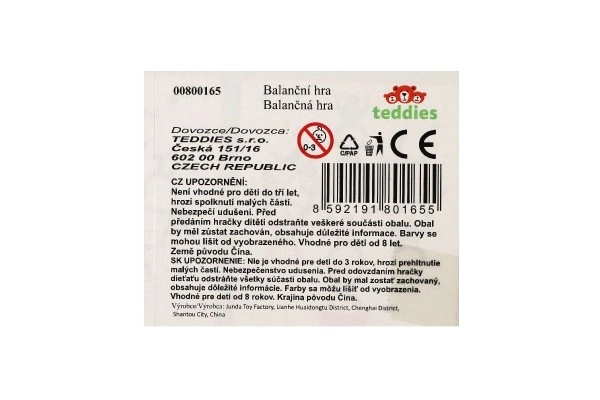 00800165
Balanční hra
Balančná hra
teddies
Dovozce/Dovozca:
TEDDIES s.r.o.
Česká 151/16
602 00 Brno
CZECH REPUBLIC
0-3
C/PAP
CE
CZ UPOZORNĚNÍ:
Není vhodné pro děti do tří let,
hrozí spolknutí malých částí.
Nebezpečí udušení. Před
předáním hračky dítěti odstraňte veškeré součásti obalu. Obal
by měl zůstat zachován, obsahuje důležité informace. Barvy se
mohou lišit od vyobrazeného. Vhodné pro děti od 8 let.
Země původu Čína.
8 592191 801655
SK UPOZORNENIE: Nie je vhodné pre deti do 3 rokov, hrozí prehltnutie
malých častí. Nebezpečenstvo udusenia. Pred odovzdaním hračky
dieťaťu odstráňte všetky súčasti obalu. Obal by mal zostať zachovaný,
obsahuje dôležité informácie. Farby sa môžu líšiť od vyobrazenia.
Vhodné pre deti od 8 rokov. Krajina pôvodu Čína.
Výrobce/Výrobca: Junda Toy Factory, Lianhe Huaidongtu District, Chenghai District,
Shantou City, China